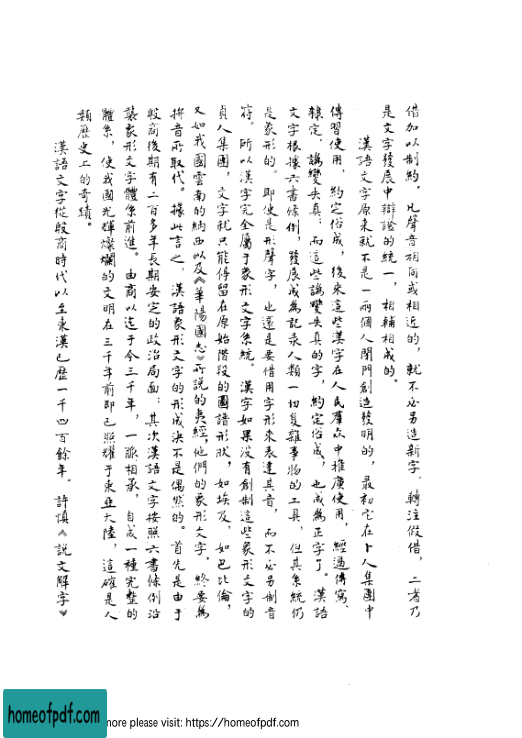 借加以制約。凡聲音相同或相近的，就不必另造新字。轉注假借，二者乃
是文字發展中辯證的統一，相輔相成的。
漢語文字原來就不是一兩個人閉門創造發明的，最初它在卜人集團中
傳習使用，約定俗成，後來這些漢字在人民羣众中推廣使用，經過傳寫、
隸定，譌變失真；而這些譌變失真的字，約定俗成，也成為正字了。漢語
文字根據六書條例，發展成為記录人類一切复雜事物的工具，但其系統仍
是象形的。即使是形聲字，也還是要借用字形來表達其音，而不必另制音
符。所以漢字完全屬于象形文字系統。漢字如果没有創制這些象形文字的
貞人集團，文字就只能停留在原始階段的圖譜形狀，如埃及，如巴比倫，
又如我國雲南的納西以及《華陽國志》所說的夷經，他們的象形文字，終要為
拼音所取代。據此言之，漢語象形文字的形成決不是偶然的。首先是由于
殷商後期有二百多年長期安定的政治局面；其次漢語文字按照六書條例沿
襲象形文字體系前進。由商以迄于今三千年，一脈相承，自成一種完整的
體系，使我國光輝燦爛的文明在三千年前即已照耀于東亞大陸，這確是人
類歷史上的奇績。
漢語文字從殷商時代以至東漢已歷一千四百餘年。許慎《說文解字》
homeofpdf.com
more please visit: https://homeofpdf.com